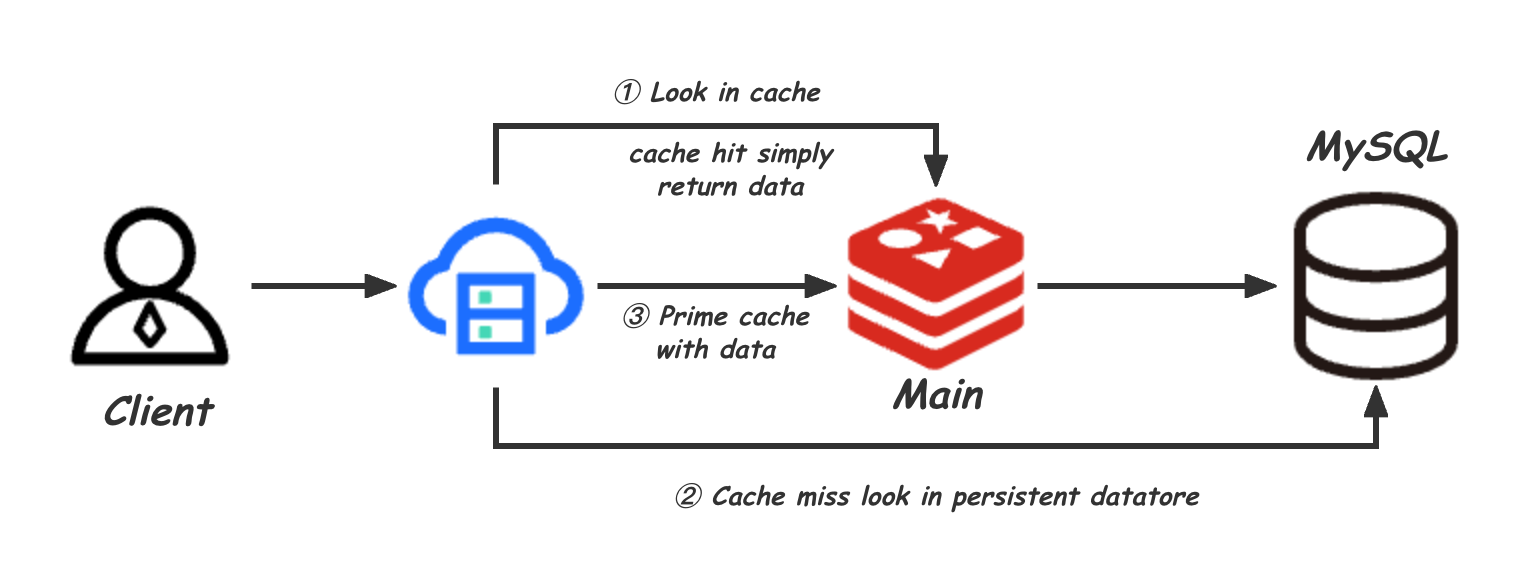 ① Look in cache
cache hit simply
return data
MySQL
③ Prime cache
with data
Main
Client
② Cache miss look in persistent datatore